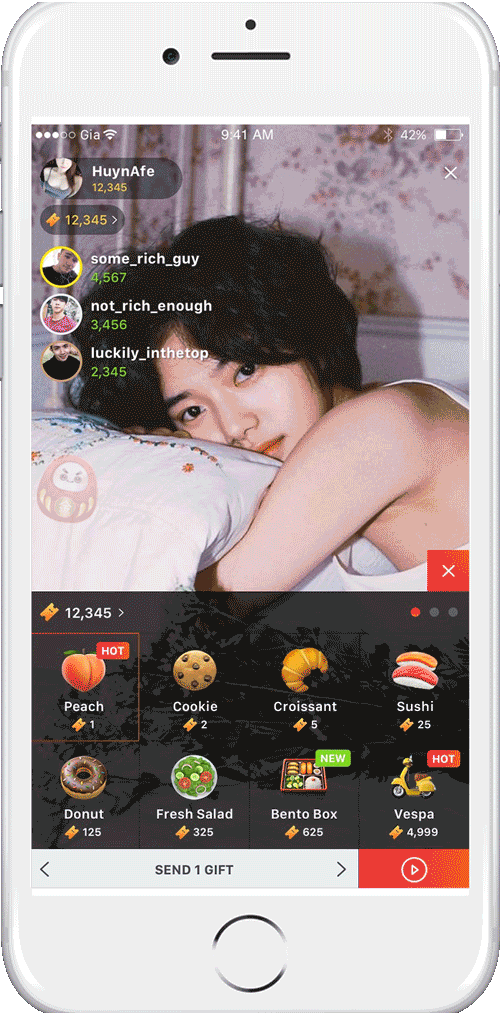 Gia 9:41 AM 42%
HuynAfe
12,345
12,345 >
some_rich_guy
4,567
not_rich_enough
3,456
luckily_inthetop
2,345
12,345 >
HOT
Peach Cookie Croissant Sushi
1 2 5 25
NEW HOT
Donut Fresh Salad Bento Box Vespa
125 325 625 4,999
SEND 1 GIFT